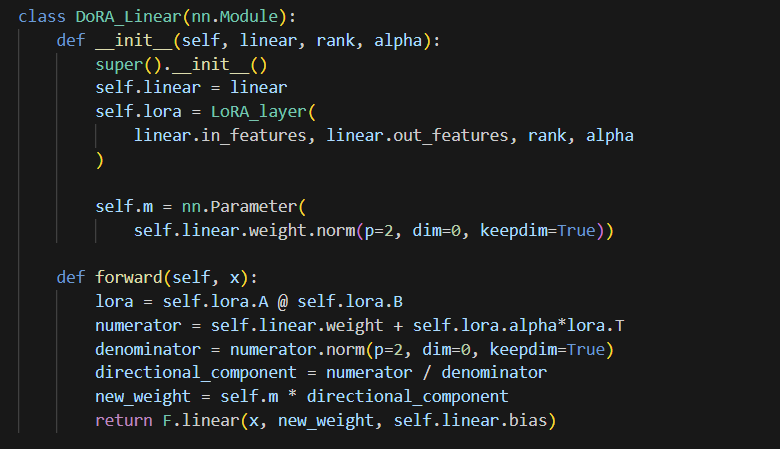 class DoRA_Linear(nn.Module):
    def __init__(self, linear, rank, alpha):
        super().__init__()
        self.linear = linear
        self.lora = LoRA_layer(
            linear.in_features, linear.out_features, rank, alpha
        )

        self.m = nn.Parameter(
            self.linear.weight.norm(p=2, dim=0, keepdim=True))

    def forward(self, x):
        lora = self.lora.A @ self.lora.B
        numerator = self.linear.weight + self.lora.alpha*lora.T
        denominator = numerator.norm(p=2, dim=0, keepdim=True)
        directional_component = numerator / denominator
        new_weight = self.m * directional_component
        return F.linear(x, new_weight, self.linear.bias)